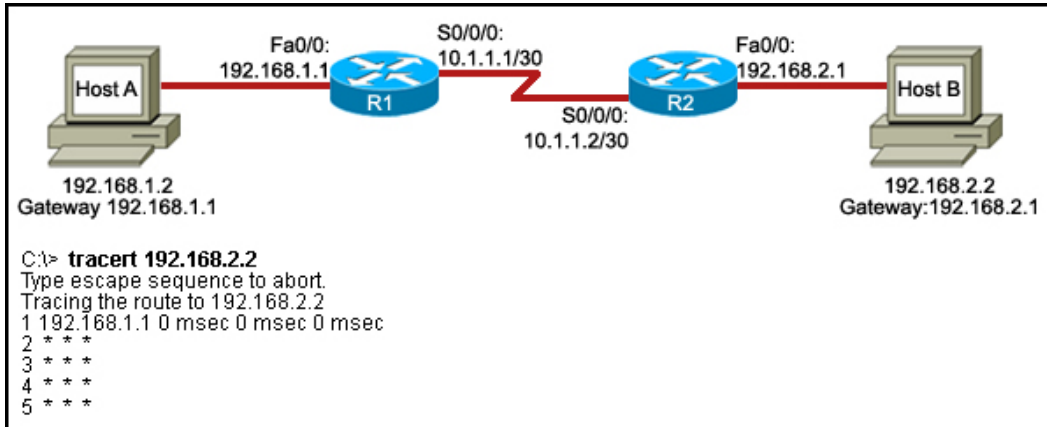 Fa0/0:
192.168.1.1
S0/0/0:
10.1.1.1/30
Fa0/0:
192.168.2.1
Host A
R1
R2
Host B
S0/0/0:
10.1.1.2/30
192.168.1.2
Gateway 192.168.1.1
192.168.2.2
Gateway:192.168.2.1
C:\> tracert 192.168.2.2
Type escape sequence to abort.
Tracing the route to 192.168.2.2
1 192.168.1.1 0 msec 0 msec 0 msec
2 * * *
3 * * *
4 * * *
5 * * *